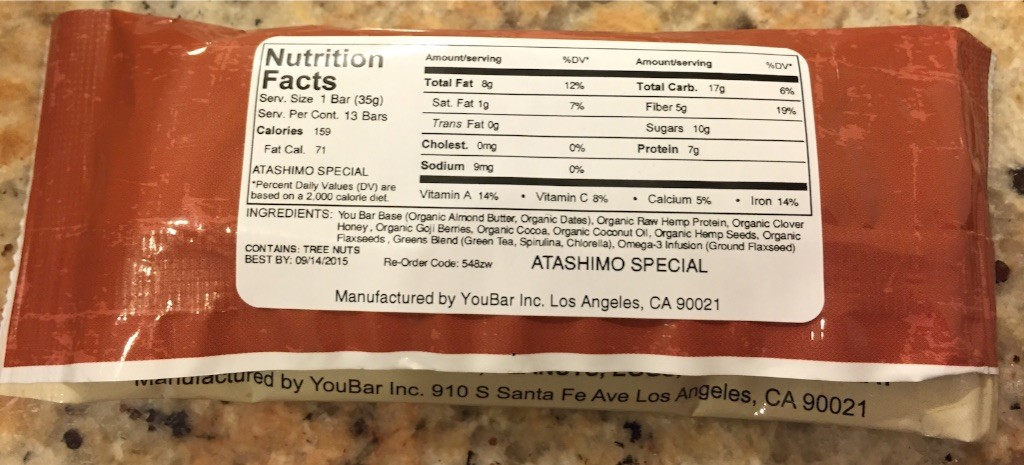 Nutrition
Facts
Serv. Size 1 Bar (35g)
Serv. Per Cont. 13 Bars
Calories 159
Fat Cal. 71
ATASHIMO SPECIAL
*Percent Daily Values (DV) are
based on a 2,000 calorie diet.
Amount/serving %DV* Amount/serving %DV*
Total Fat 8g 12% Total Carb. 17g 6%
Sat. Fat 1g 7% Fiber 5g 19%
Trans Fat 0g Sugars 10g
Cholest. 0mg 0% Protein 7g
Sodium 9mg 0%
Vitamin A 14% • Vitamin C 8% • Calcium 5% • Iron 14%
INGREDIENTS: You Bar Base (Organic Almond Butter, Organic Dates), Organic Raw Hemp Protein, Organic Clover
Honey, Organic Goji Berries, Organic Cocoa, Organic Coconut Oil, Organic Hemp Seeds, Organic
Flaxseeds, Greens Blend (Green Tea, Spirulina, Chlorella), Omega-3 Infusion (Ground Flaxseed)
CONTAINS: TREE NUTS
BEST BY: 09/14/2015 Re-Order Code: 548zw ATASHIMO SPECIAL
Manufactured by YouBar Inc. Los Angeles, CA 90021
Manufactured by YouBar Inc. 910 S Santa Fe Ave Los Angeles, CA 90021